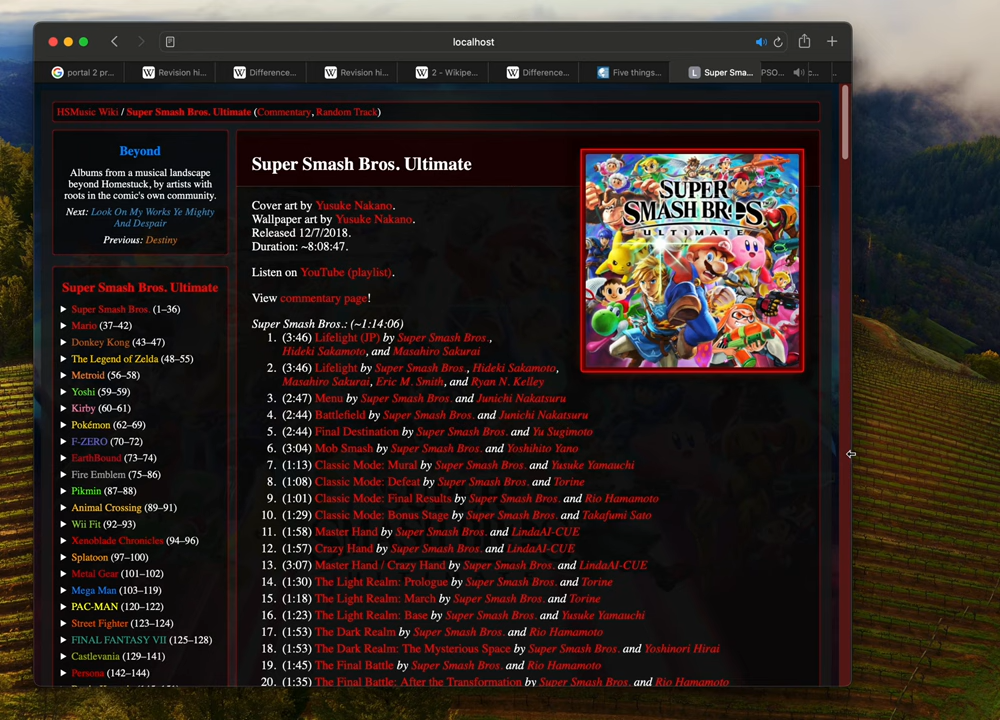 localhost
portal 2 pr...
Revision hi...
Difference...
Revision hi...
2 - Wikipe...
Difference...
Five things...
L Super Sma...
PSO...
c...
HSMusic Wiki / Super Smash Bros. Ultimate (Commentary, Random Track)
Beyond
Albums from a musical landscape
beyond Homestuck, by artists with
roots in the comic's own community.
Next: Look On My Works Ye Mighty
And Despair
Previous: Destiny
Super Smash Bros. Ultimate
Super Smash Bros. (1–36)
Mario (37–42)
Donkey Kong (43–47)
The Legend of Zelda (48–55)
Metroid (56–58)
Yoshi (59–59)
Kirby (60–61)
Pokémon (62–69)
F-ZERO (70–72)
EarthBound (73–74)
Fire Emblem (75–86)
Pikmin (87–88)
Animal Crossing (89–91)
Wii Fit (92–93)
Xenoblade Chronicles (94–96)
Splatoon (97–100)
Metal Gear (101–102)
Mega Man (103–119)
PAC-MAN (120–122)
Street Fighter (123–124)
FINAL FANTASY VII (125–128)
Castlevania (129–141)
Persona (142–144)
Super Smash Bros. Ultimate
Cover art by Yusuke Nakano.
Wallpaper art by Yusuke Nakano.
Released 12/7/2018.
Duration: ~8:08:47.
Listen on YouTube (playlist).
View commentary page!
SUPER
SMASH BROS.
ULTIMATE
Super Smash Bros.: (~1:14:06)
1. (3:46) Lifelight (JP) by Super Smash Bros.,
Hideki Sakamoto, and Masahiro Sakurai
2. (3:46) Lifelight by Super Smash Bros., Hideki Sakamoto,
Masahiro Sakurai, Eric M. Smith, and Ryan N. Kelley
3. (2:47) Menu by Super Smash Bros. and Junichi Nakatsuru
4. (2:44) Battlefield by Super Smash Bros. and Junichi Nakatsuru
5. (2:44) Final Destination by Super Smash Bros. and Yu Sugimoto
6. (3:04) Mob Smash by Super Smash Bros. and Yoshihito Yano
7. (1:13) Classic Mode: Mural by Super Smash Bros. and Yusuke Yamauchi
8. (1:08) Classic Mode: Defeat by Super Smash Bros. and Torine
9. (1:01) Classic Mode: Final Results by Super Smash Bros. and Rio Hamamoto
10. (1:29) Classic Mode: Bonus Stage by Super Smash Bros. and Takafumi Sato
11. (1:58) Master Hand by Super Smash Bros. and LindaAI-CUE
12. (1:57) Crazy Hand by Super Smash Bros. and LindaAI-CUE
13. (3:07) Master Hand / Crazy Hand by Super Smash Bros. and LindaAI-CUE
14. (1:30) The Light Realm: Prologue by Super Smash Bros. and Torine
15. (1:18) The Light Realm: March by Super Smash Bros. and Torine
16. (1:23) The Light Realm: Base by Super Smash Bros. and Yusuke Yamauchi
17. (1:53) The Dark Realm by Super Smash Bros. and Rio Hamamoto
18. (1:53) The Dark Realm: The Mysterious Space by Super Smash Bros. and Yoshinori Hirai
19. (1:45) The Final Battle by Super Smash Bros. and Rio Hamamoto
20. (1:35) The Final Battle: After the Transformation by Super Smash Bros. and Rio Hamamoto